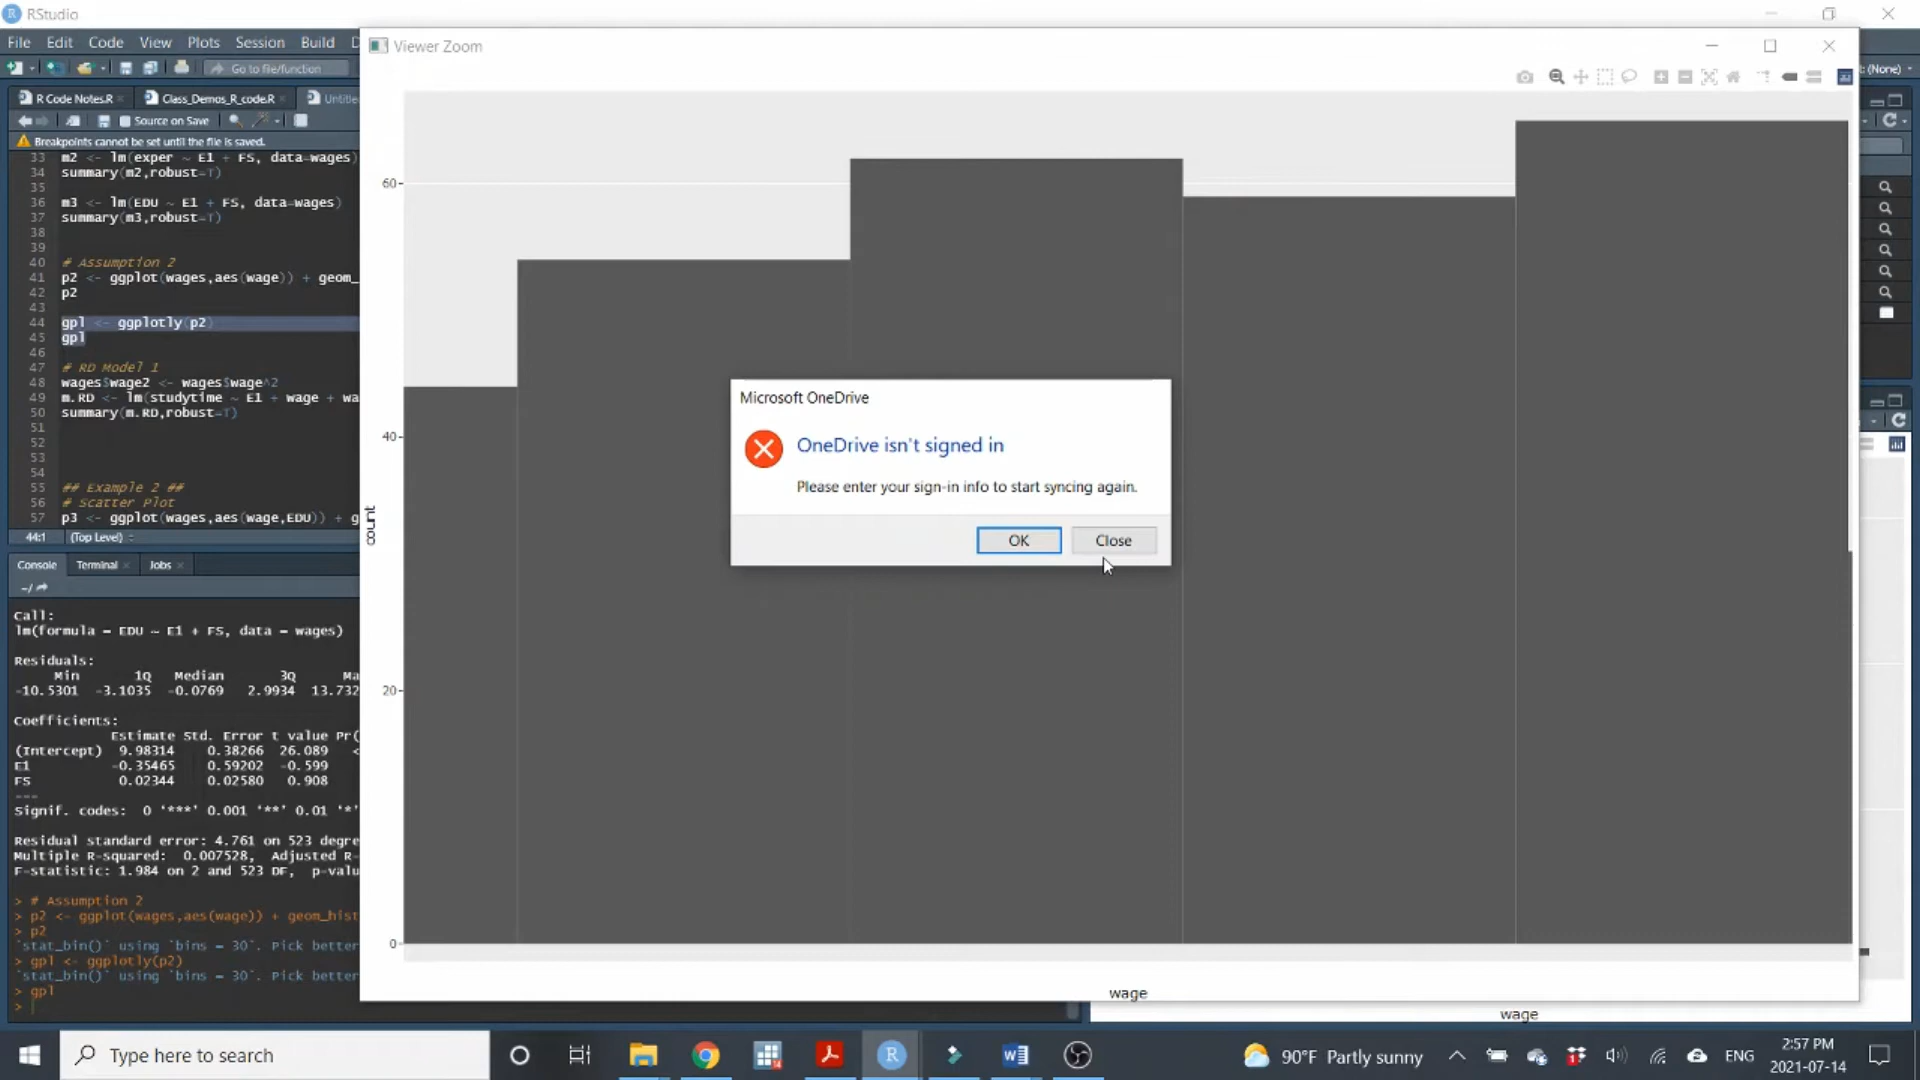 RStudio
File Edit Code View Plots Session Build
Go to file/function
R Code Notes.R
Class_Demos_R_code.R
Source on Save
Breakpoints cannot be set until the file is saved.
33 m2 <- lm(exper ~ E1 + FS, data=wages)
34 summary(m2,robust=T)
35
36 m3 <- lm(EDU ~ E1 + FS, data=wages)
37 summary(m3,robust=T)
38
39
40 # Assumption 2
41 p2 <- ggplot(wages,aes(wage)) + geom_
42 p2
43
44 gpl <- ggplotly(p2)
45 gpl
46
47 # RD Model 1
48 wages$wage2 <- wages$wage^2
49 m.RD <- lm(studytime ~ E1 + wage + wa
50 summary(m.RD,robust=T)
51
52
53
54
55 ## Example 2 ##
56 # Scatter Plot
57 p3 <- ggplot(wages,aes(wage,EDU)) + g
44:1 (Top Level)
Console Terminal Jobs
~/
Call:
lm(formula = EDU ~ E1 + FS, data = wages)
Residuals:
Min 1Q Median 3Q Ma
-10.5301 -3.1035 -0.0769 2.9934 13.732
Coefficients:
Estimate Std. Error t value Pr(
(Intercept) 9.98314 0.38266 26.089 <
E1 -0.35465 0.59202 -0.599
FS 0.02344 0.02580 0.908
---
Signif. codes: 0 ‘***’ 0.001 ‘**’ 0.01 ‘*’
Residual standard error: 4.761 on 523 degre
Multiple R-squared: 0.007528, Adjusted R-
F-statistic: 1.984 on 2 and 523 DF, p-valu
> # Assumption 2
> p2 <- ggplot(wages,aes(wage)) + geom_hist
> p2
`stat_bin()` using `bins = 30`. Pick better
> gpl <- ggplotly(p2)
`stat_bin()` using `bins = 30`. Pick better
> gpl
>
Viewer Zoom
60
40
20
0
count
wage
Microsoft OneDrive
OneDrive isn't signed in
Please enter your sign-in info to start syncing again.
OK Close
(None)
wage
Type here to search
90°F Partly sunny
ENG
2:57 PM
2021-07-14